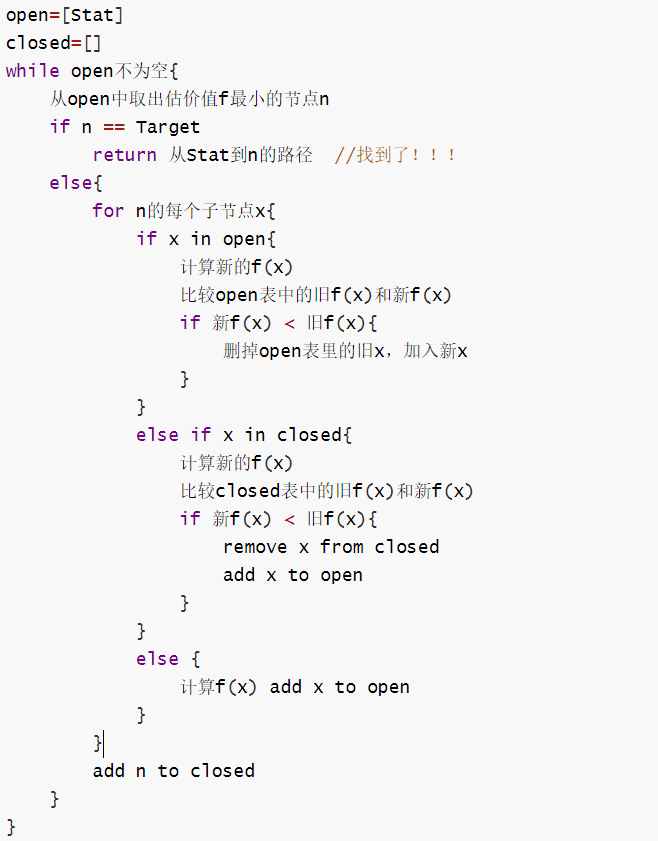 open=[Stat]
closed=[]
while open不为空{
    从open中取出估价值f最小的节点n
    if n == Target
        return 从Stat到n的路径  //找到了！！！
    else{
        for n的每个子节点x{
            if x in open{
                计算新的f(x)
                比较open表中的旧f(x)和新f(x)
                if 新f(x) < 旧f(x){
                    删掉open表里的旧x，加入新x
                }
            }
            else if x in closed{
                计算新的f(x)
                比较closed表中的旧f(x)和新f(x)
                if 新f(x) < 旧f(x){
                    remove x from closed
                    add x to open
                }
            }
            else {
                计算f(x) add x to open
            }
        }
        add n to closed
    }
}